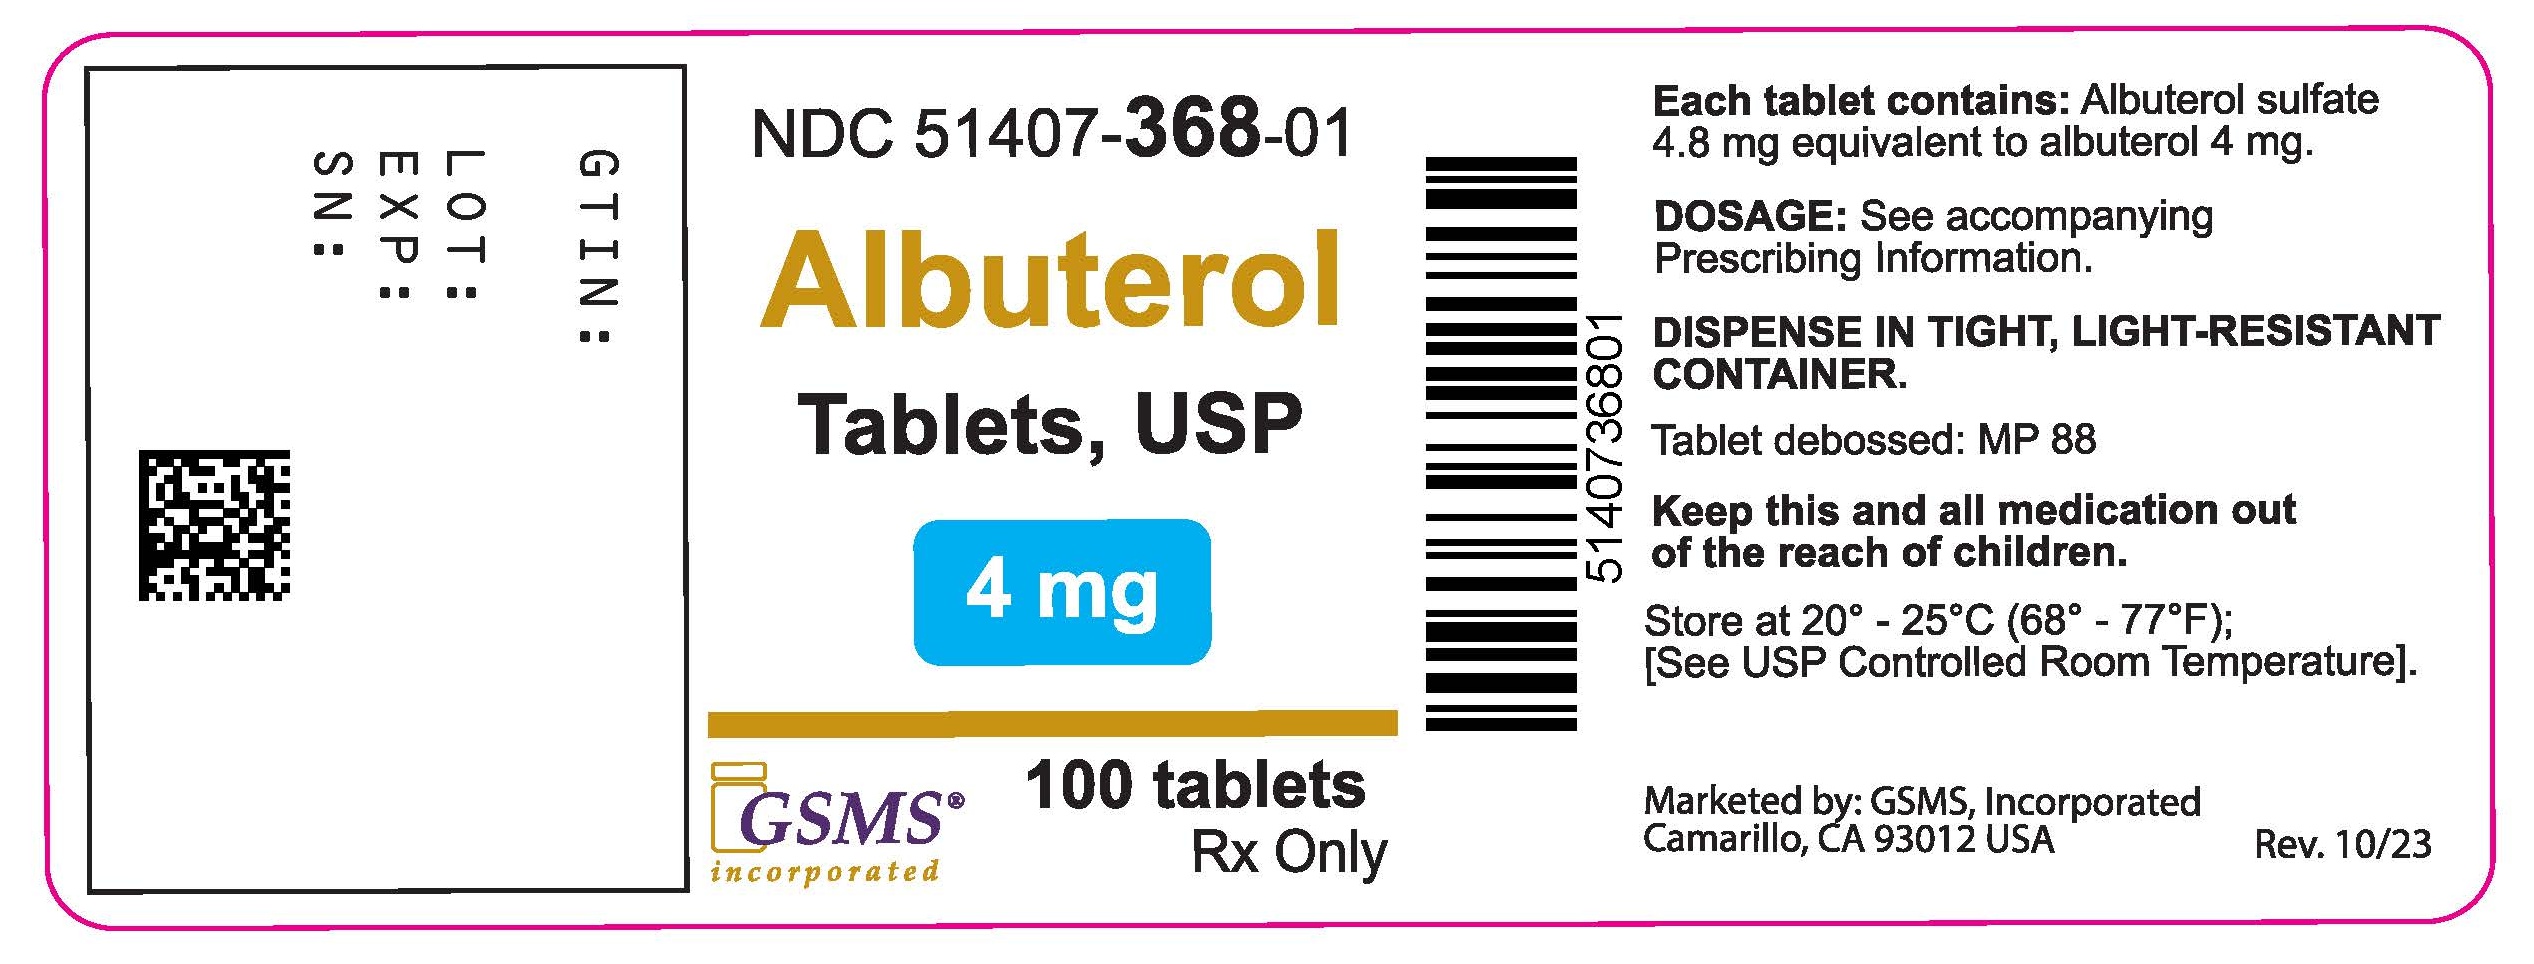 GTIN:
LOT:
EXP:
SN:
NDC 51407-368-01
Albuterol
Tablets, USP
4 mg
GSMS®
incorporated
100 tablets
Rx Only
5140736801
Each tablet contains: Albuterol sulfate
4.8 mg equivalent to albuterol 4 mg.
DOSAGE: See accompanying
Prescribing Information.
DISPENSE IN TIGHT, LIGHT-RESISTANT
CONTAINER.
Tablet debossed: MP 88
Keep this and all medication out
of the reach of children.
Store at 20° - 25°C (68° - 77°F);
[See USP Controlled Room Temperature].
Marketed by: GSMS, Incorporated
Camarillo, CA 93012 USA
Rev. 10/23